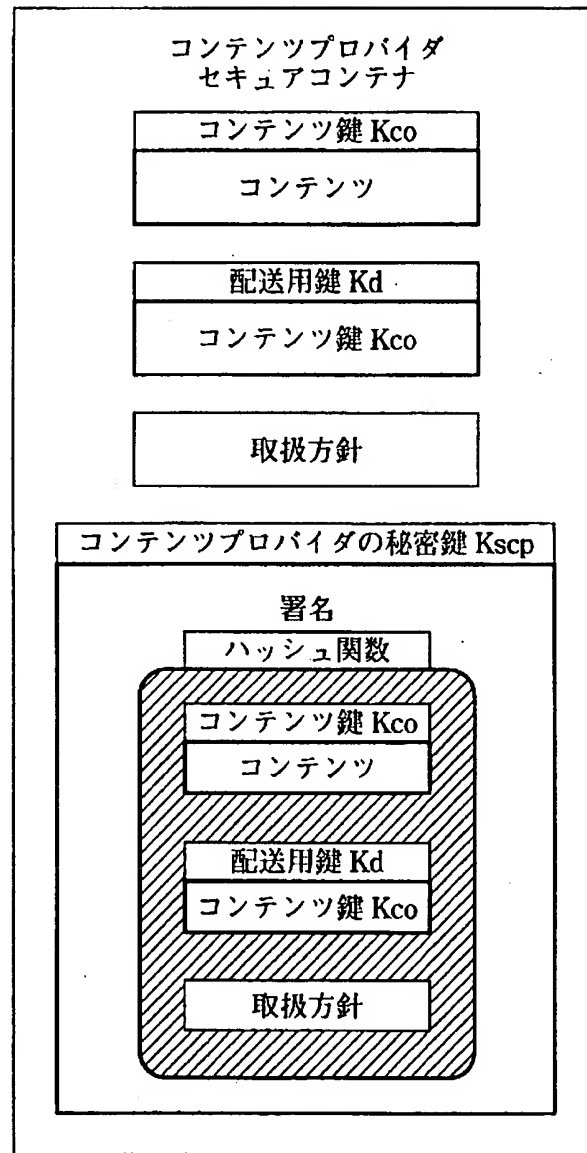 コンテンツプロバイダ
セキュアコンテナ
コンテンツ鍵 Kco
コンテンツ
配送用鍵 Kd
コンテンツ鍵 Kco
取扱方針
コンテンツプロバイダの秘密鍵 Kscp
署名
ハッシュ関数
コンテンツ鍵 Kco
コンテンツ
配送用鍵 Kd
コンテンツ鍵 Kco
取扱方針